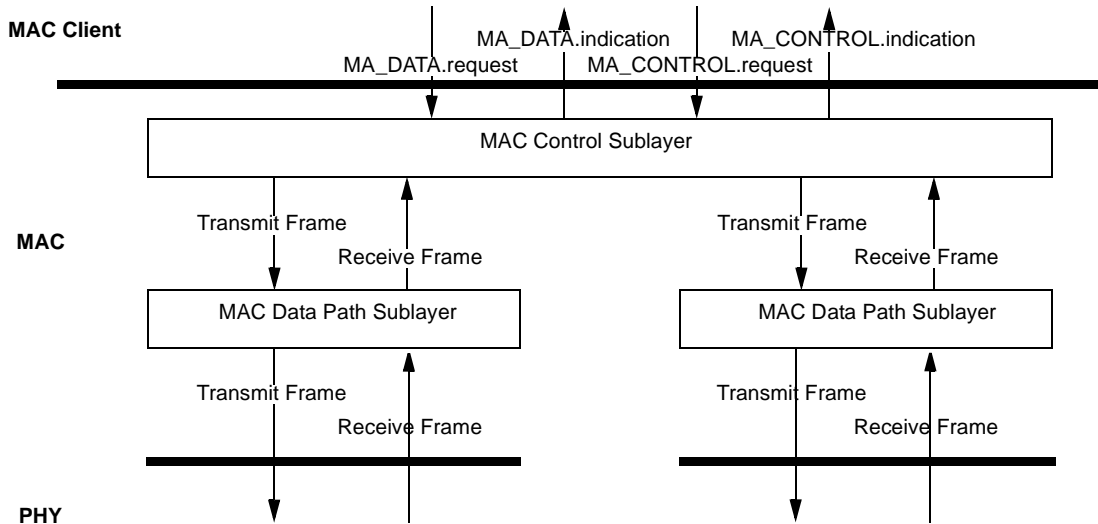 MAC Client
MA_DATA.indication
MA_CONTROL.indication
MA_DATA.request
MA_CONTROL.request
MAC Control Sublayer
Transmit Frame
Transmit Frame
MAC
Receive Frame
Receive Frame
MAC Data Path Sublayer
MAC Data Path Sublayer
Transmit Frame
Transmit Frame
Receive Frame
Receive Frame
PHY